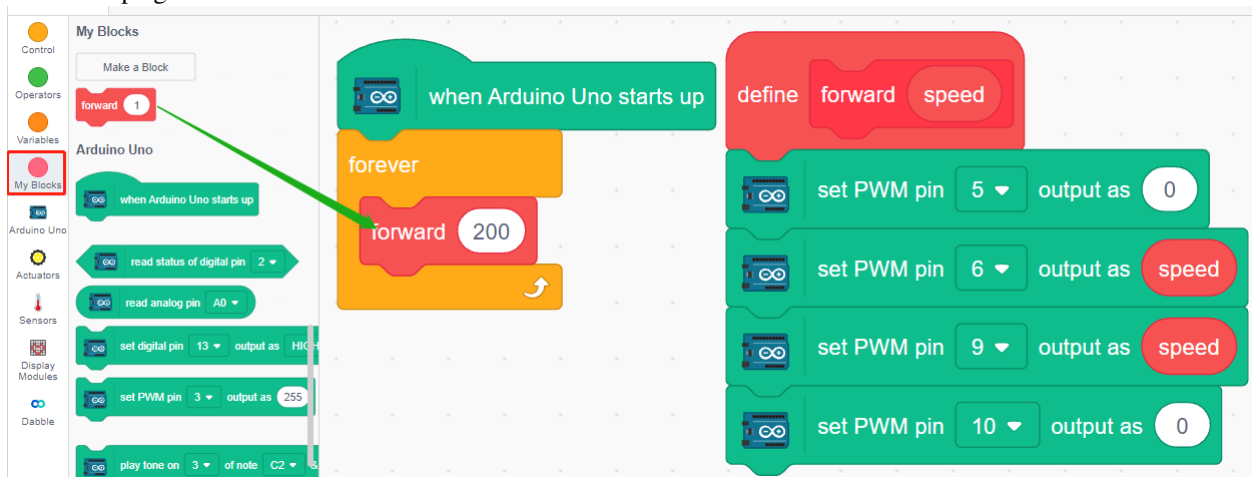 Control
Operators
Variables
My Blocks
Arduino Uno
Actuators
Sensors
Display
Modules
Dabble
My Blocks
Make a Block
forward 1
Arduino Uno
when Arduino Uno starts up
read status of digital pin 2
read analog pin A0
set digital pin 13 output as
set PWM pin 3 output as 255
play tone on 3 of note C2
when Arduino Uno starts up
forever
forward 200
define forward speed
set PWM pin 5 output as 0
set PWM pin 6 output as speed
set PWM pin 9 output as speed
set PWM pin 10 output as 0